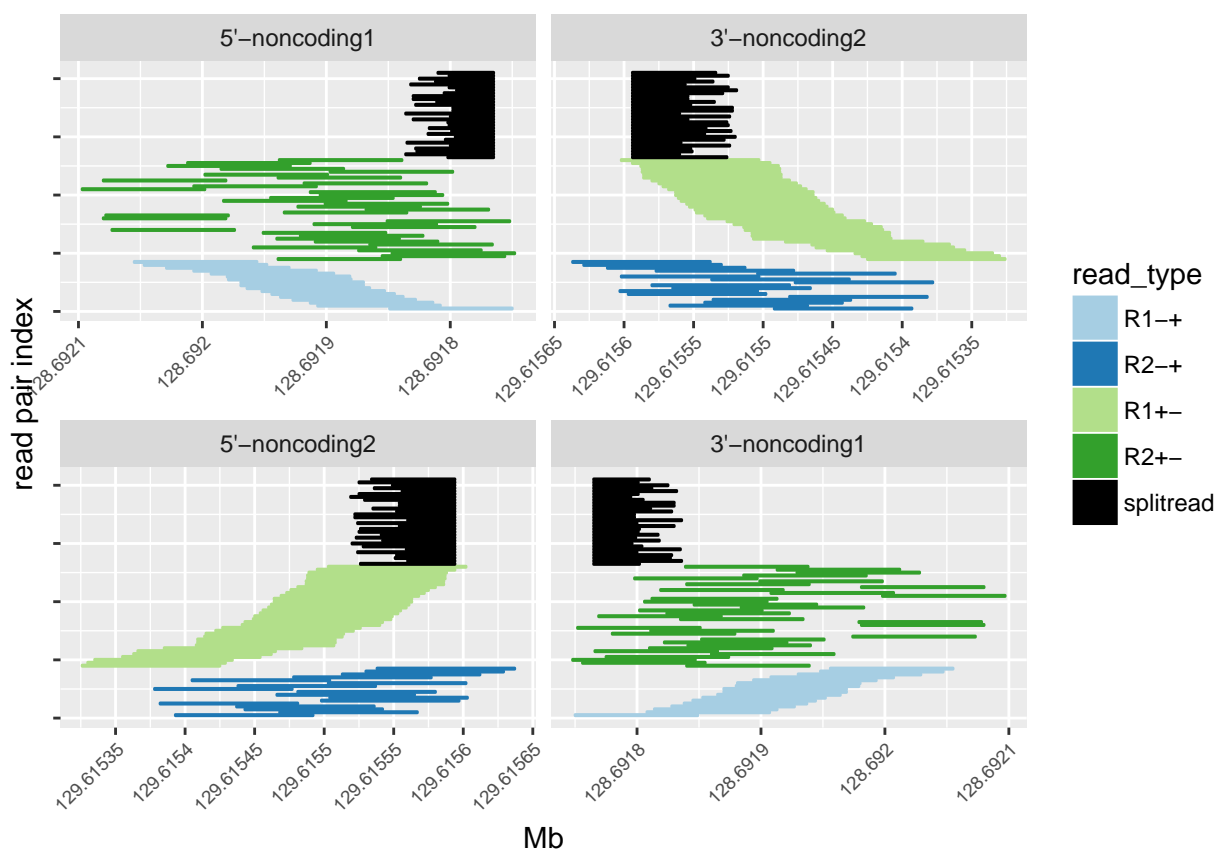 5'−noncoding1
3'−noncoding2
128.6921
128.692
128.6919
128.6918
129.61565
129.6156
129.61555
129.6155
129.61545
129.6154
129.61535
5'−noncoding2
3'−noncoding1
129.61535
129.6154
129.61545
129.6155
129.61555
129.6156
129.61565
128.6918
128.6919
128.692
128.6921
Mb
read pair index
read_type
R1−+
R2−+
R1+−
R2+−
splitread